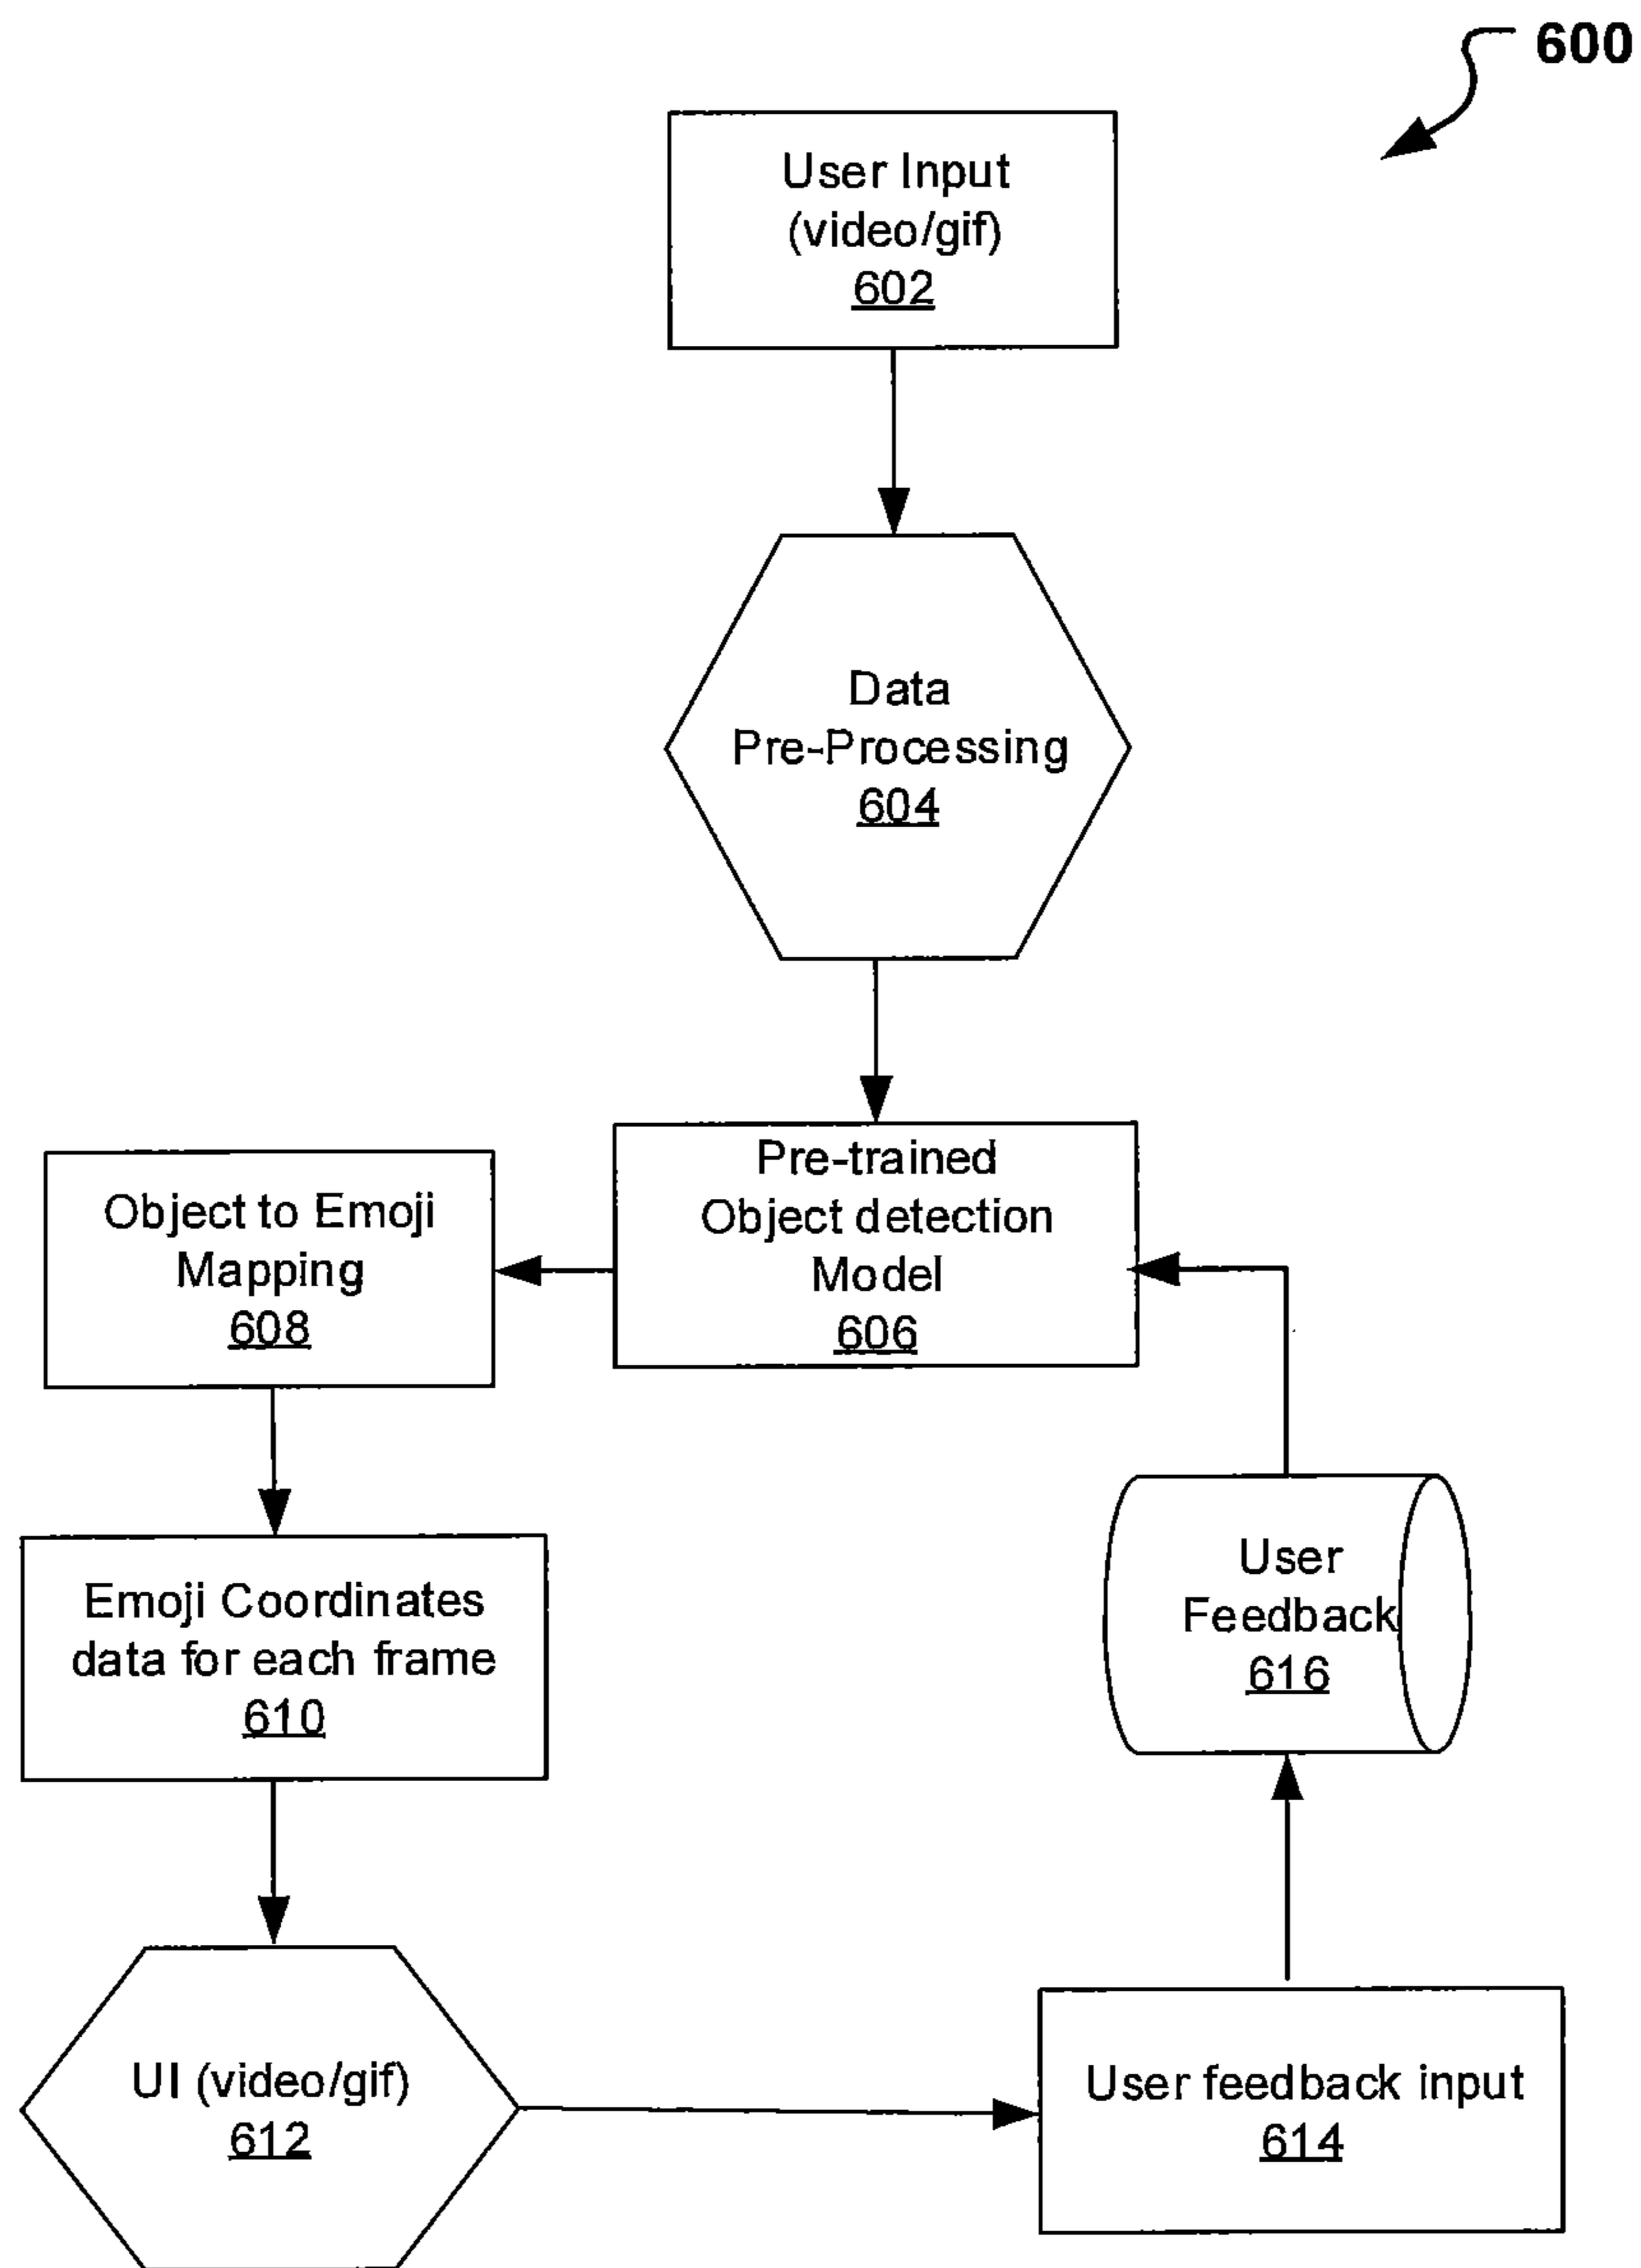 600
User Input
(video/gif)
602
Data
Pre-Processing
604
Pre-trained
Object detection
Model
606
Object to Emoji
Mapping
608
Emoji Coordinates
data for each frame
610
User
Feedback
616
UI (video/gif)
612
User feedback input
614